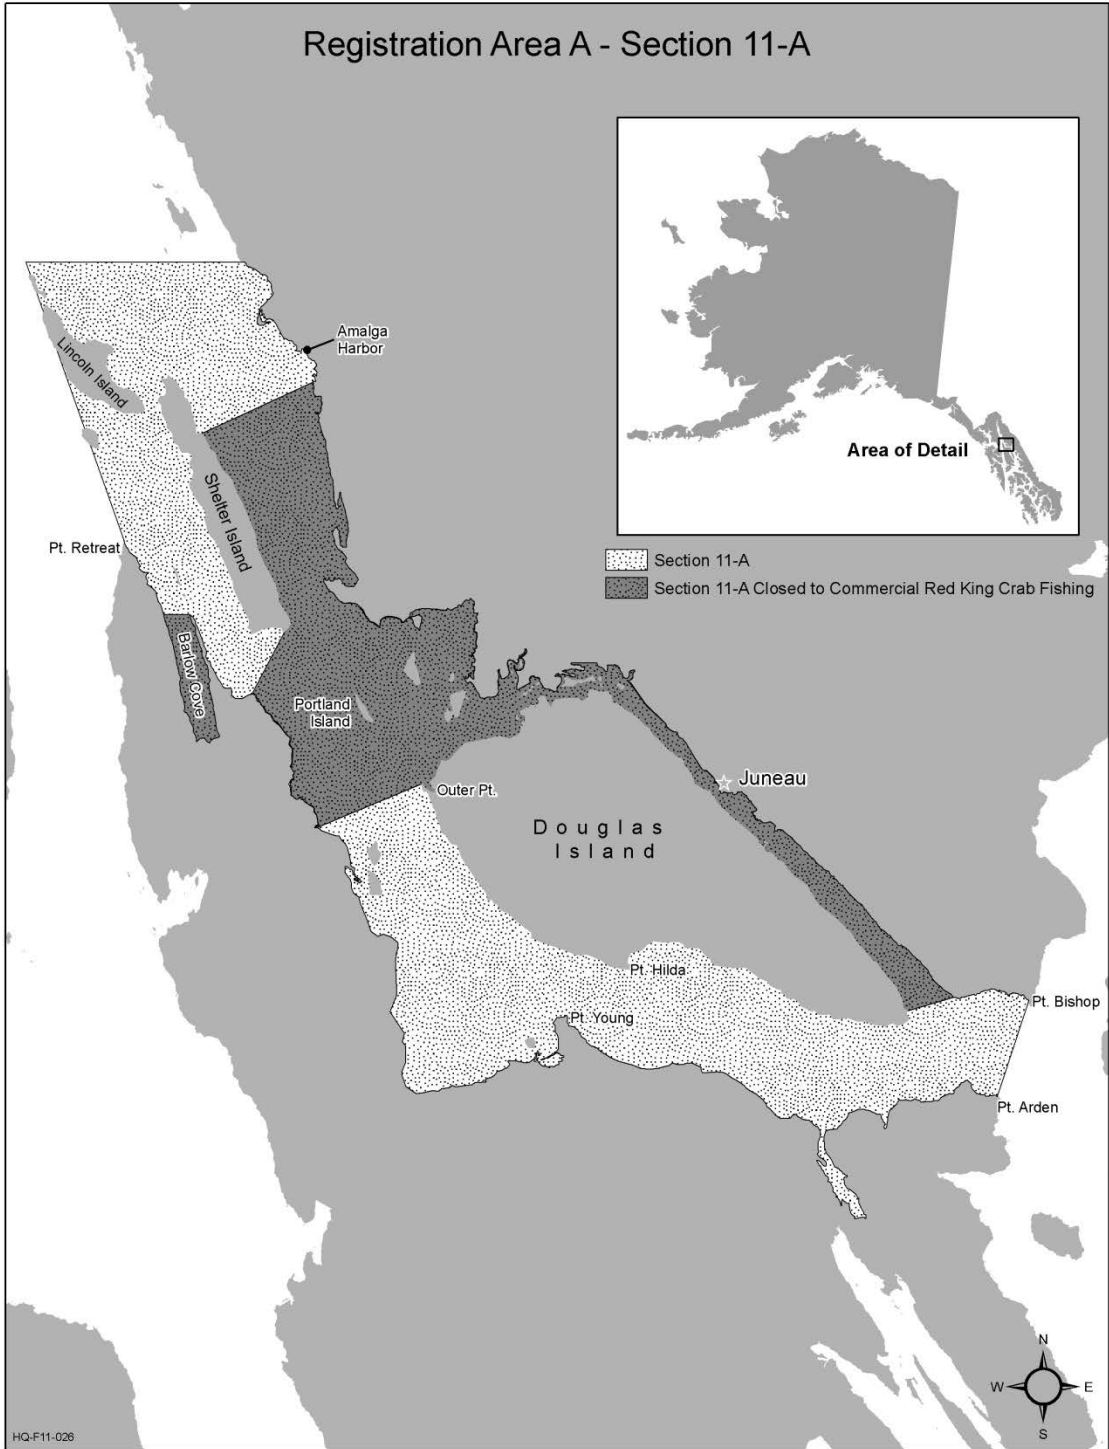 Registration Area A - Section 11-A
Area of Detail
Section 11-A
Section 11-A Closed to Commercial Red King Crab Fishing
Amalga
Harbor
Lincoln Island
Shelter Island
Pt. Retreat
Barlow Cove
Portland
Island
Outer Pt.
Juneau
Douglas
Island
Pt. Hilda
Pt. Young
Pt. Bishop
Pt. Arden
N
W
E
S
HQ-F11-026